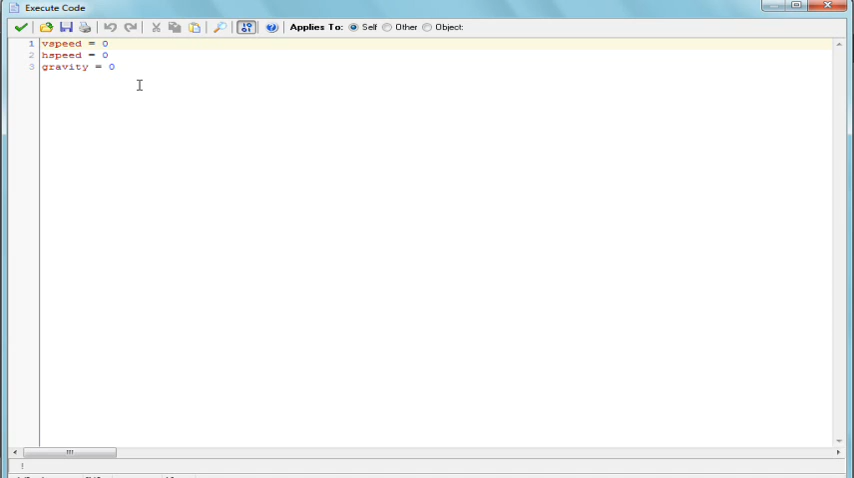 Execute Code
Applies To: Self Other Object:
1 vspeed = 0
2 hspeed = 0
3 gravity = 0